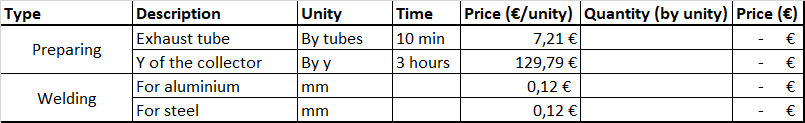 Type Description Unity Time Price (€/unity) Quantity (by unity) Price (€)
Preparing Exhaust tube By tubes 10 min 7,21 € - €
Y of the collector By y 3 hours 129,79 € - €
Welding For aluminium mm 0,12 € - €
For steel mm 0,12 € - €